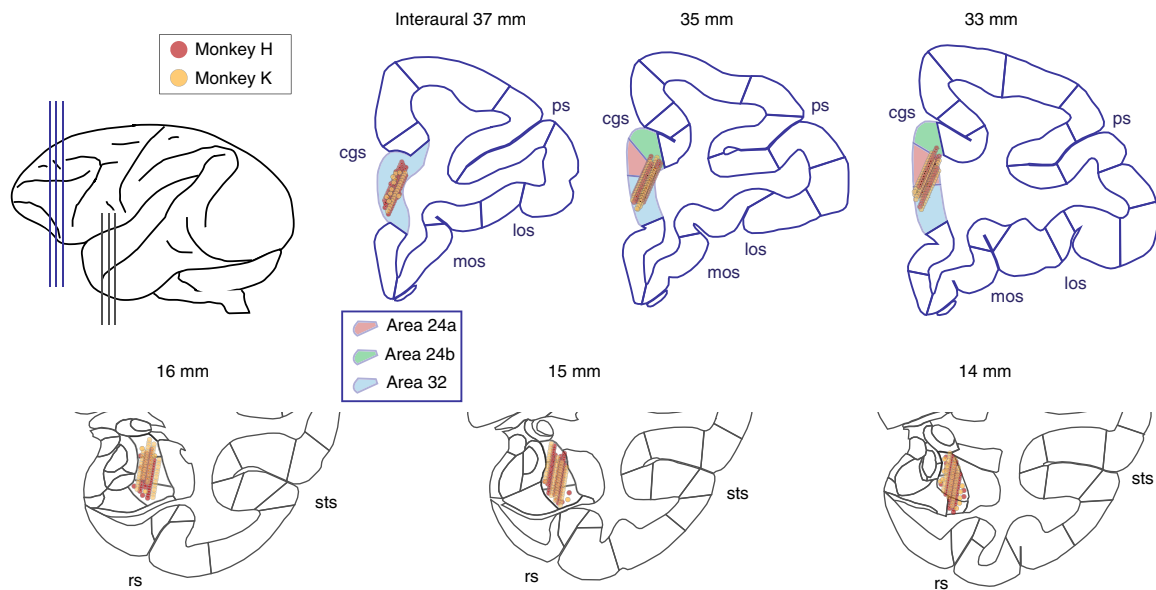 Interaural 37 mm
35 mm
33 mm
Monkey H
Monkey K
ps
cgs
los
mos
ps
cgs
los
mos
ps
cgs
los
mos
Area 24a
Area 24b
Area 32
16 mm
15 mm
14 mm
sts
rs
sts
rs
sts
rs